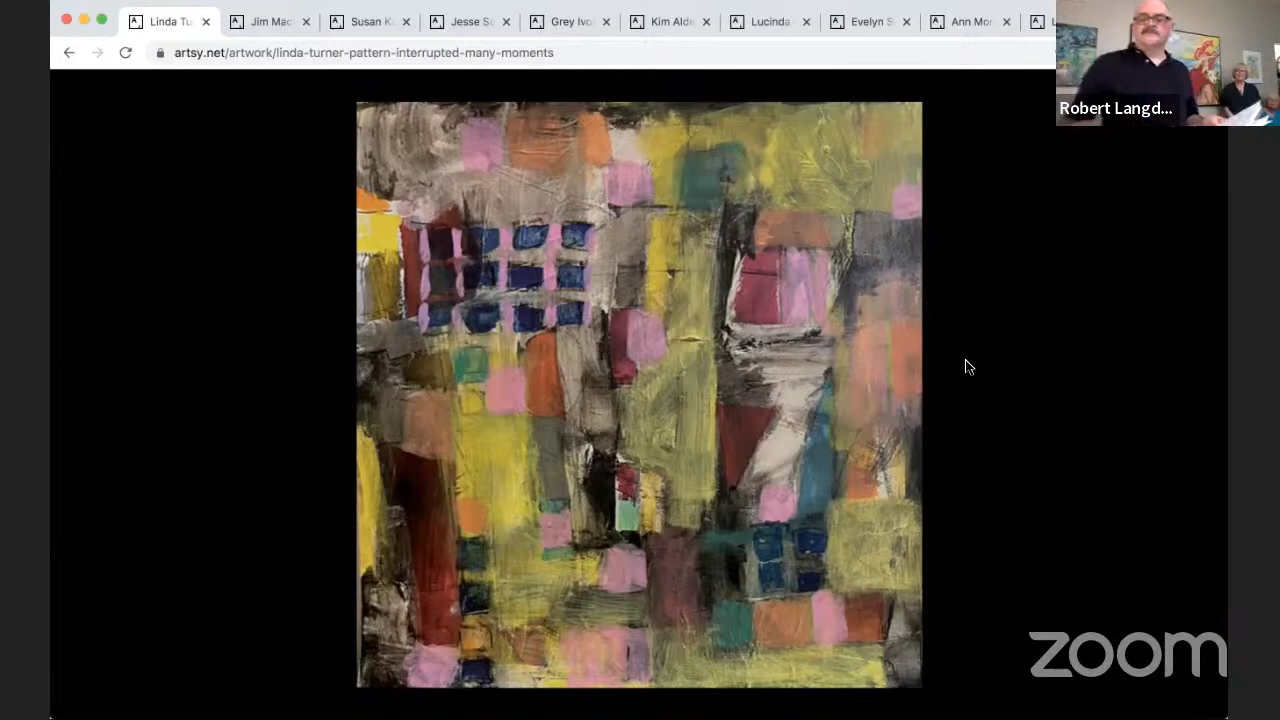 Linda Tu
Jim Mac
Susan K
Jesse Sa
Grey Ivo
Kim Alde
Lucinda
Evelyn S
Ann Mor
artsy.net/artwork/linda-turner-pattern-interrupted-many-moments
Robert Langd...
zoom